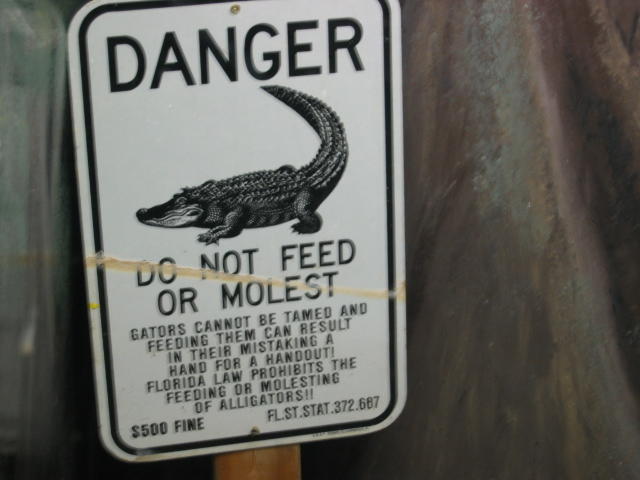 DANGER
DO NOT FEED
OR MOLEST
GATORS CANNOT BE TAMED AND
FEEDING THEM CAN RESULT
IN THEIR MISTAKING A
HAND FOR A HANDOUT!
FLORIDA LAW PROHIBITS THE
FEEDING OR MOLESTING
OF ALLIGATORS!!
$500 FINE FL.ST.STAT.372.667